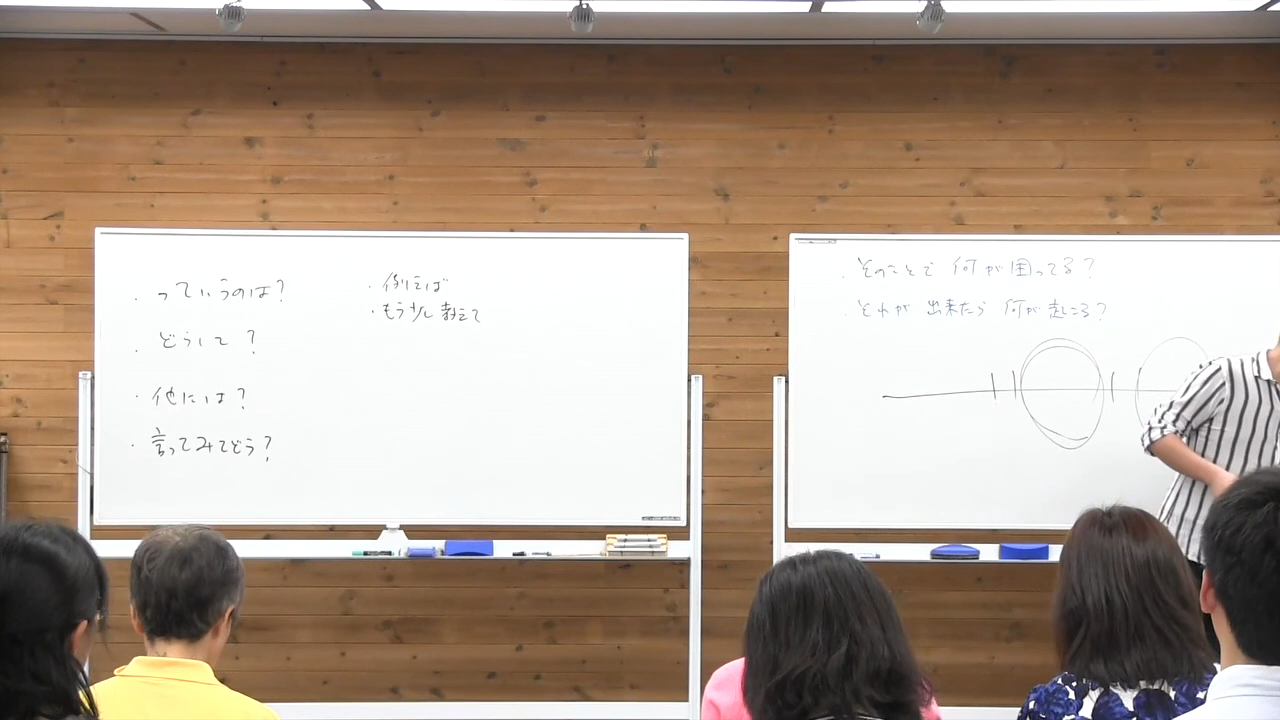 ・っていうのは?
・どうして?
・他には?
・言ってみてどう?
・例えば
・もう少し教えて
・そのことで 何が困ってる?
・それが 出来たら 何が起こる?